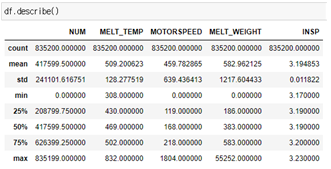 df.describe()
NUM MELT_TEMP MOTORSPEED MELT_WEIGHT INSP
count 835200.000000 835200.000000 835200.000000 835200.000000 835200.000000
mean 417599.500000 509.200623 459.782865 582.962125 3.194853
std 241101.616751 128.277519 639.436413 1217.604433 0.011822
min 0.000000 308.000000 0.000000 0.000000 3.170000
25% 208799.750000 430.000000 119.000000 186.000000 3.190000
50% 417599.500000 469.000000 168.000000 383.000000 3.190000
75% 626399.250000 502.000000 218.000000 583.000000 3.200000
max 835199.000000 832.000000 1804.000000 55252.000000 3.230000